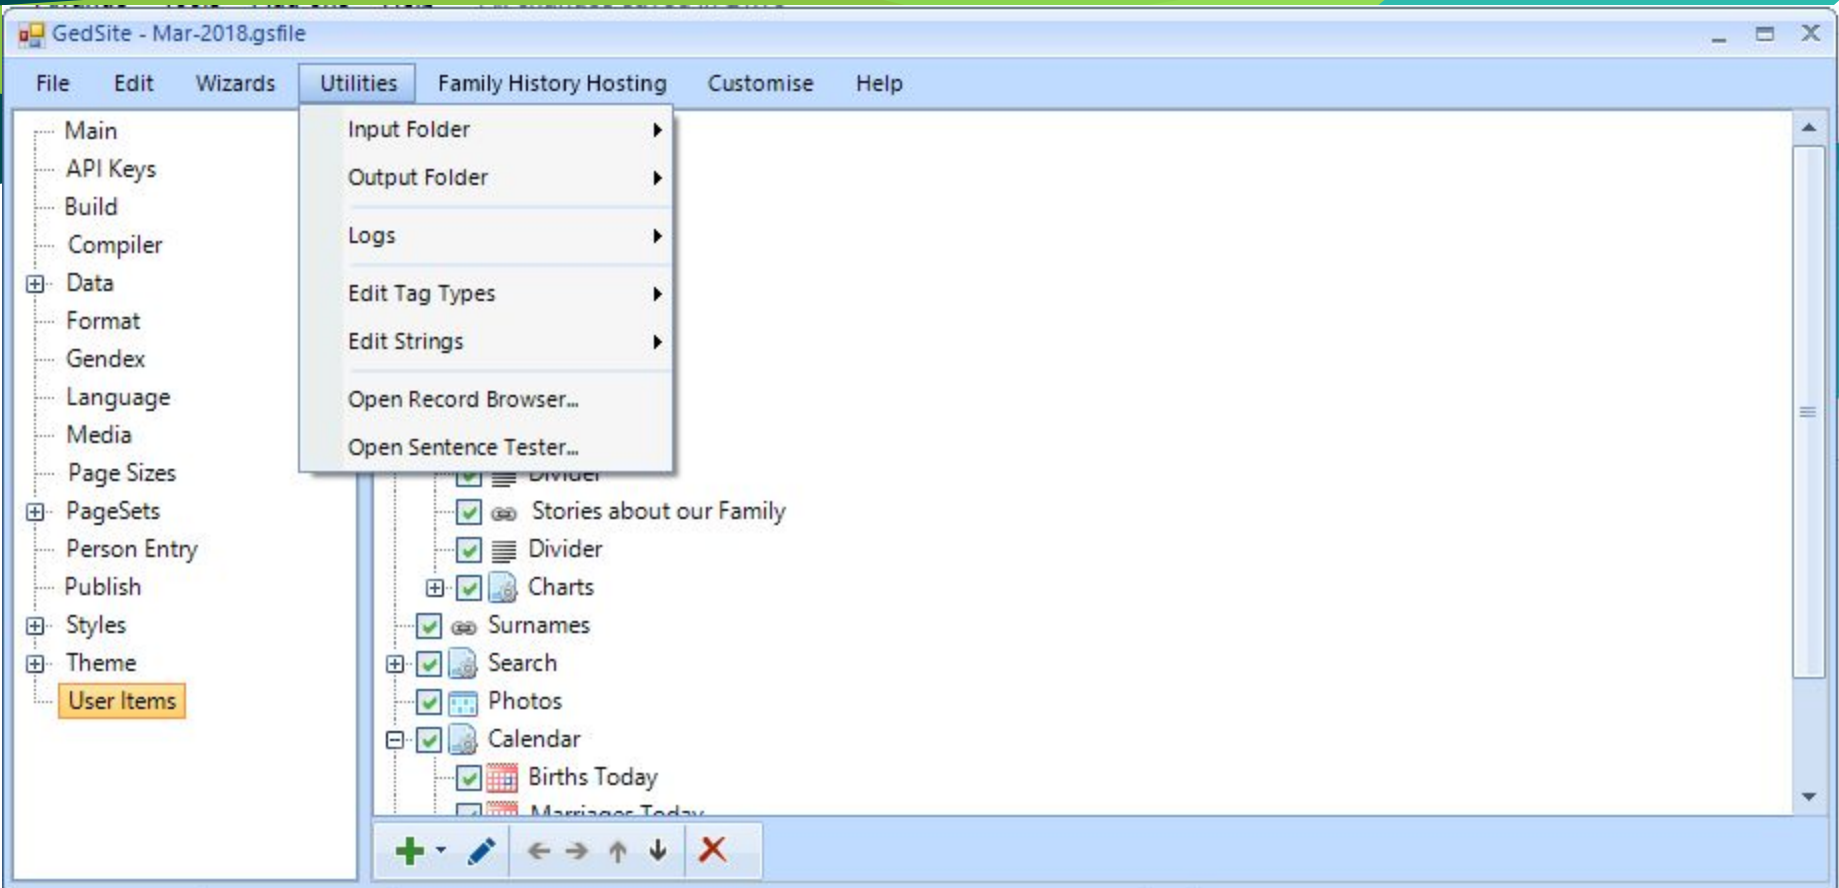 GedSite - Mar-2018.gsfile
File Edit Wizards Utilities Family History Hosting Customise Help
Main
API Keys
Build
Compiler
Data
Format
Gendex
Language
Media
Page Sizes
PageSets
Person Entry
Publish
Styles
Theme
User Items
Input Folder
Output Folder
Logs
Edit Tag Types
Edit Strings
Open Record Browser...
Open Sentence Tester...
Divider
Stories about our Family
Divider
Charts
Surnames
Search
Photos
Calendar
Births Today
Marriages Today